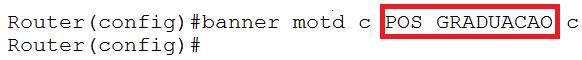 Router(config)#banner motd c POS GRADUACAO c
Router(config)#